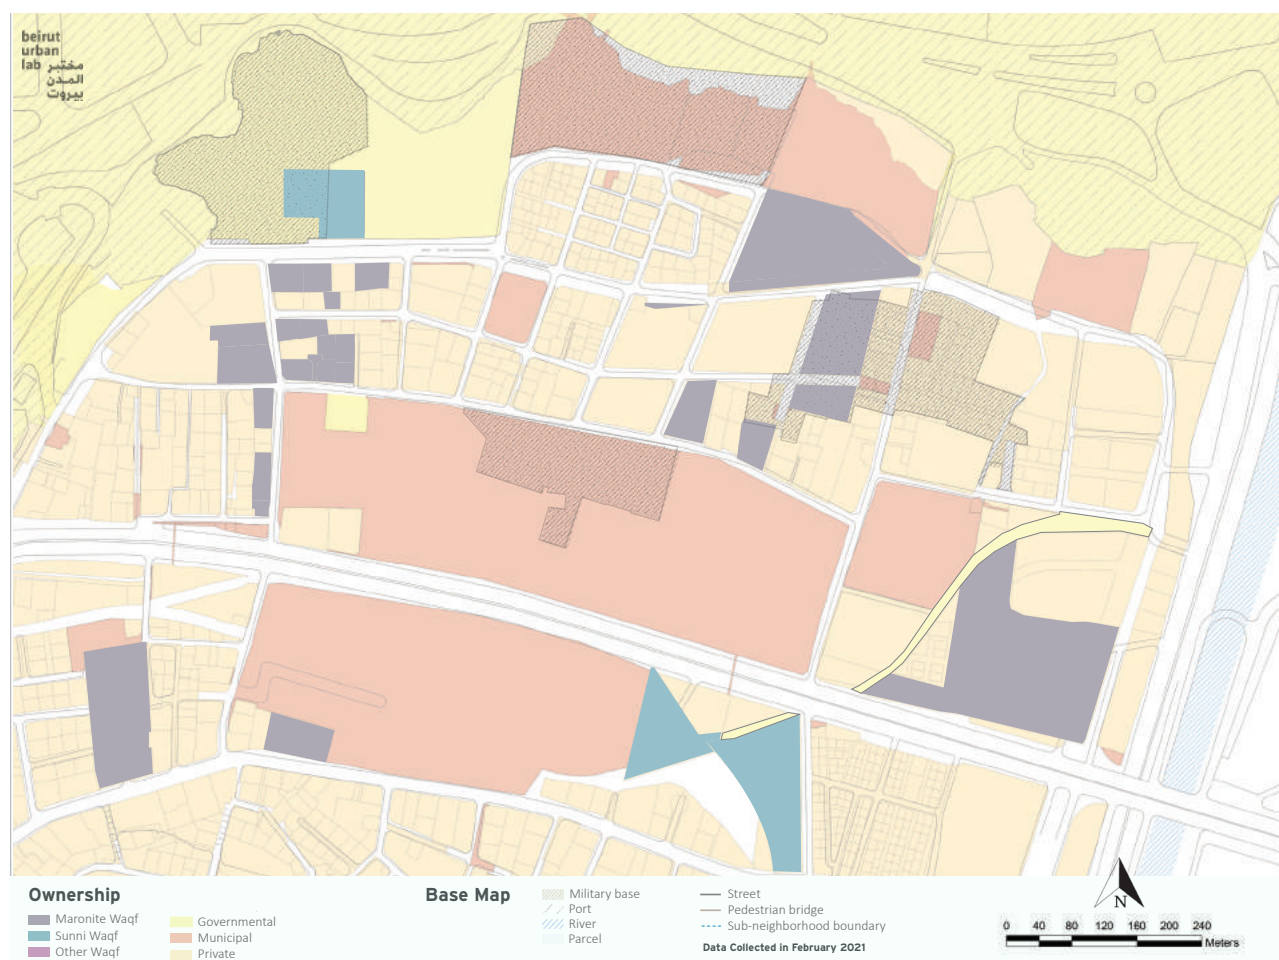 beirut
urban
lab مختبر
المدن
بيروت
Ownership
Maronite Waqf
Sunni Waqf
Other Waqf
Governmental
Municipal
Private
Base Map
Military base
Port
River
Parcel
Street
Pedestrian bridge
Sub-neighborhood boundary
Data Collected in February 2021
N
0 40 80 120 160 200 240
Meters